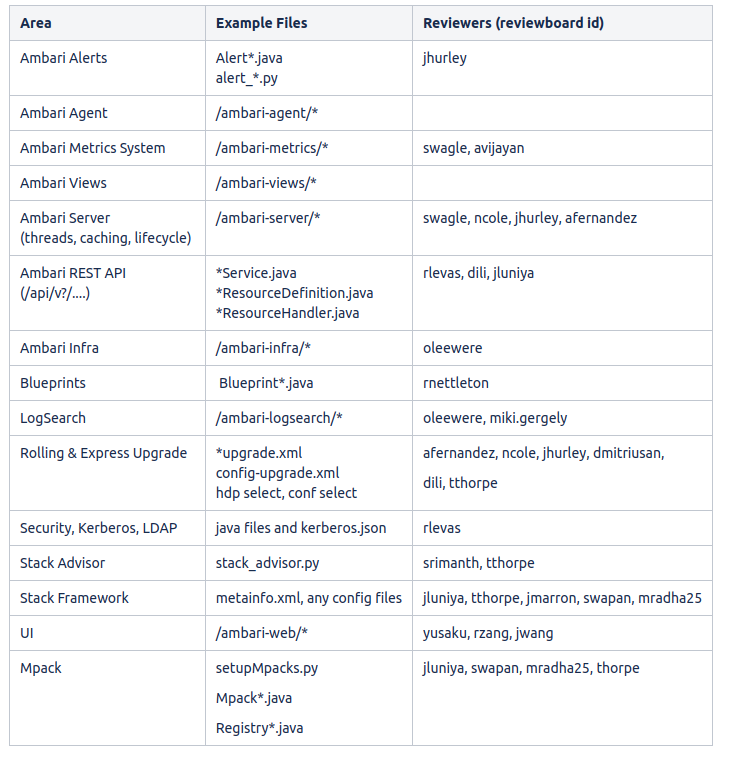 Area Example Files Reviewers (reviewboard id)
Ambari Alerts Alert*.java jhurley
alert_*.py
Ambari Agent /ambari-agent/*
Ambari Metrics System /ambari-metrics/* swagle, avijayan
Ambari Views /ambari-views/*
Ambari Server /ambari-server/* swagle, ncole, jhurley, afernandez
(threads, caching, lifecycle)
Ambari REST API *Service.java rlevas, dili, jluniya
(/api/v?/....) *ResourceDefinition.java
*ResourceHandler.java
Ambari Infra /ambari-infra/* oleewere
Blueprints Blueprint*.java rnettleton
LogSearch /ambari-logsearch/* oleewere, miki.gergely
Rolling & Express Upgrade *upgrade.xml afernandez, ncole, jhurley, dmitriusan,
config-upgrade.xml
hdp select, conf select dili, tthorpe
Security, Kerberos, LDAP java files and kerberos.json rlevas
Stack Advisor stack_advisor.py srimanth, tthorpe
Stack Framework metainfo.xml, any config files jluniya, tthorpe, jmarron, swapan, mradha25
UI /ambari-web/* yusaku, rzang, jwang
Mpack setupMpacks.py jluniya, swapan, mradha25, thorpe
Mpack*.java
Registry*.java